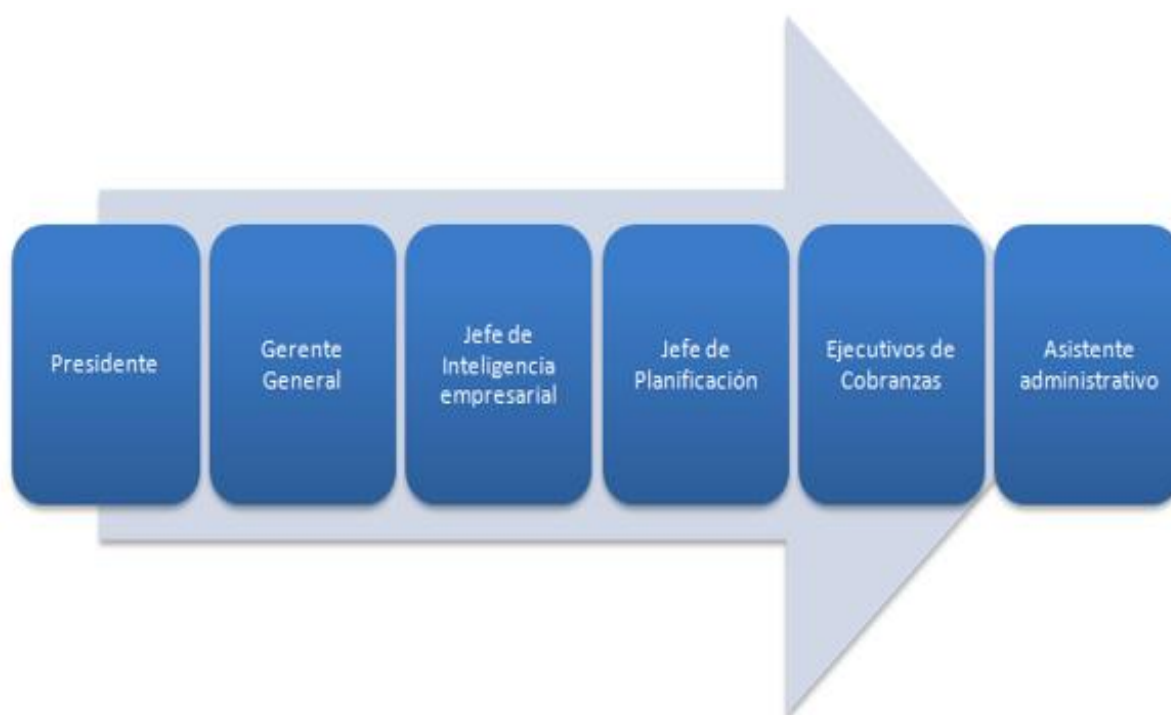 Presidente
Gerente
General
Jefe de
Inteligencia
empresarial
Jefe de
Planificación
Ejecutivos de
Cobranzas
Asistente
administrativo